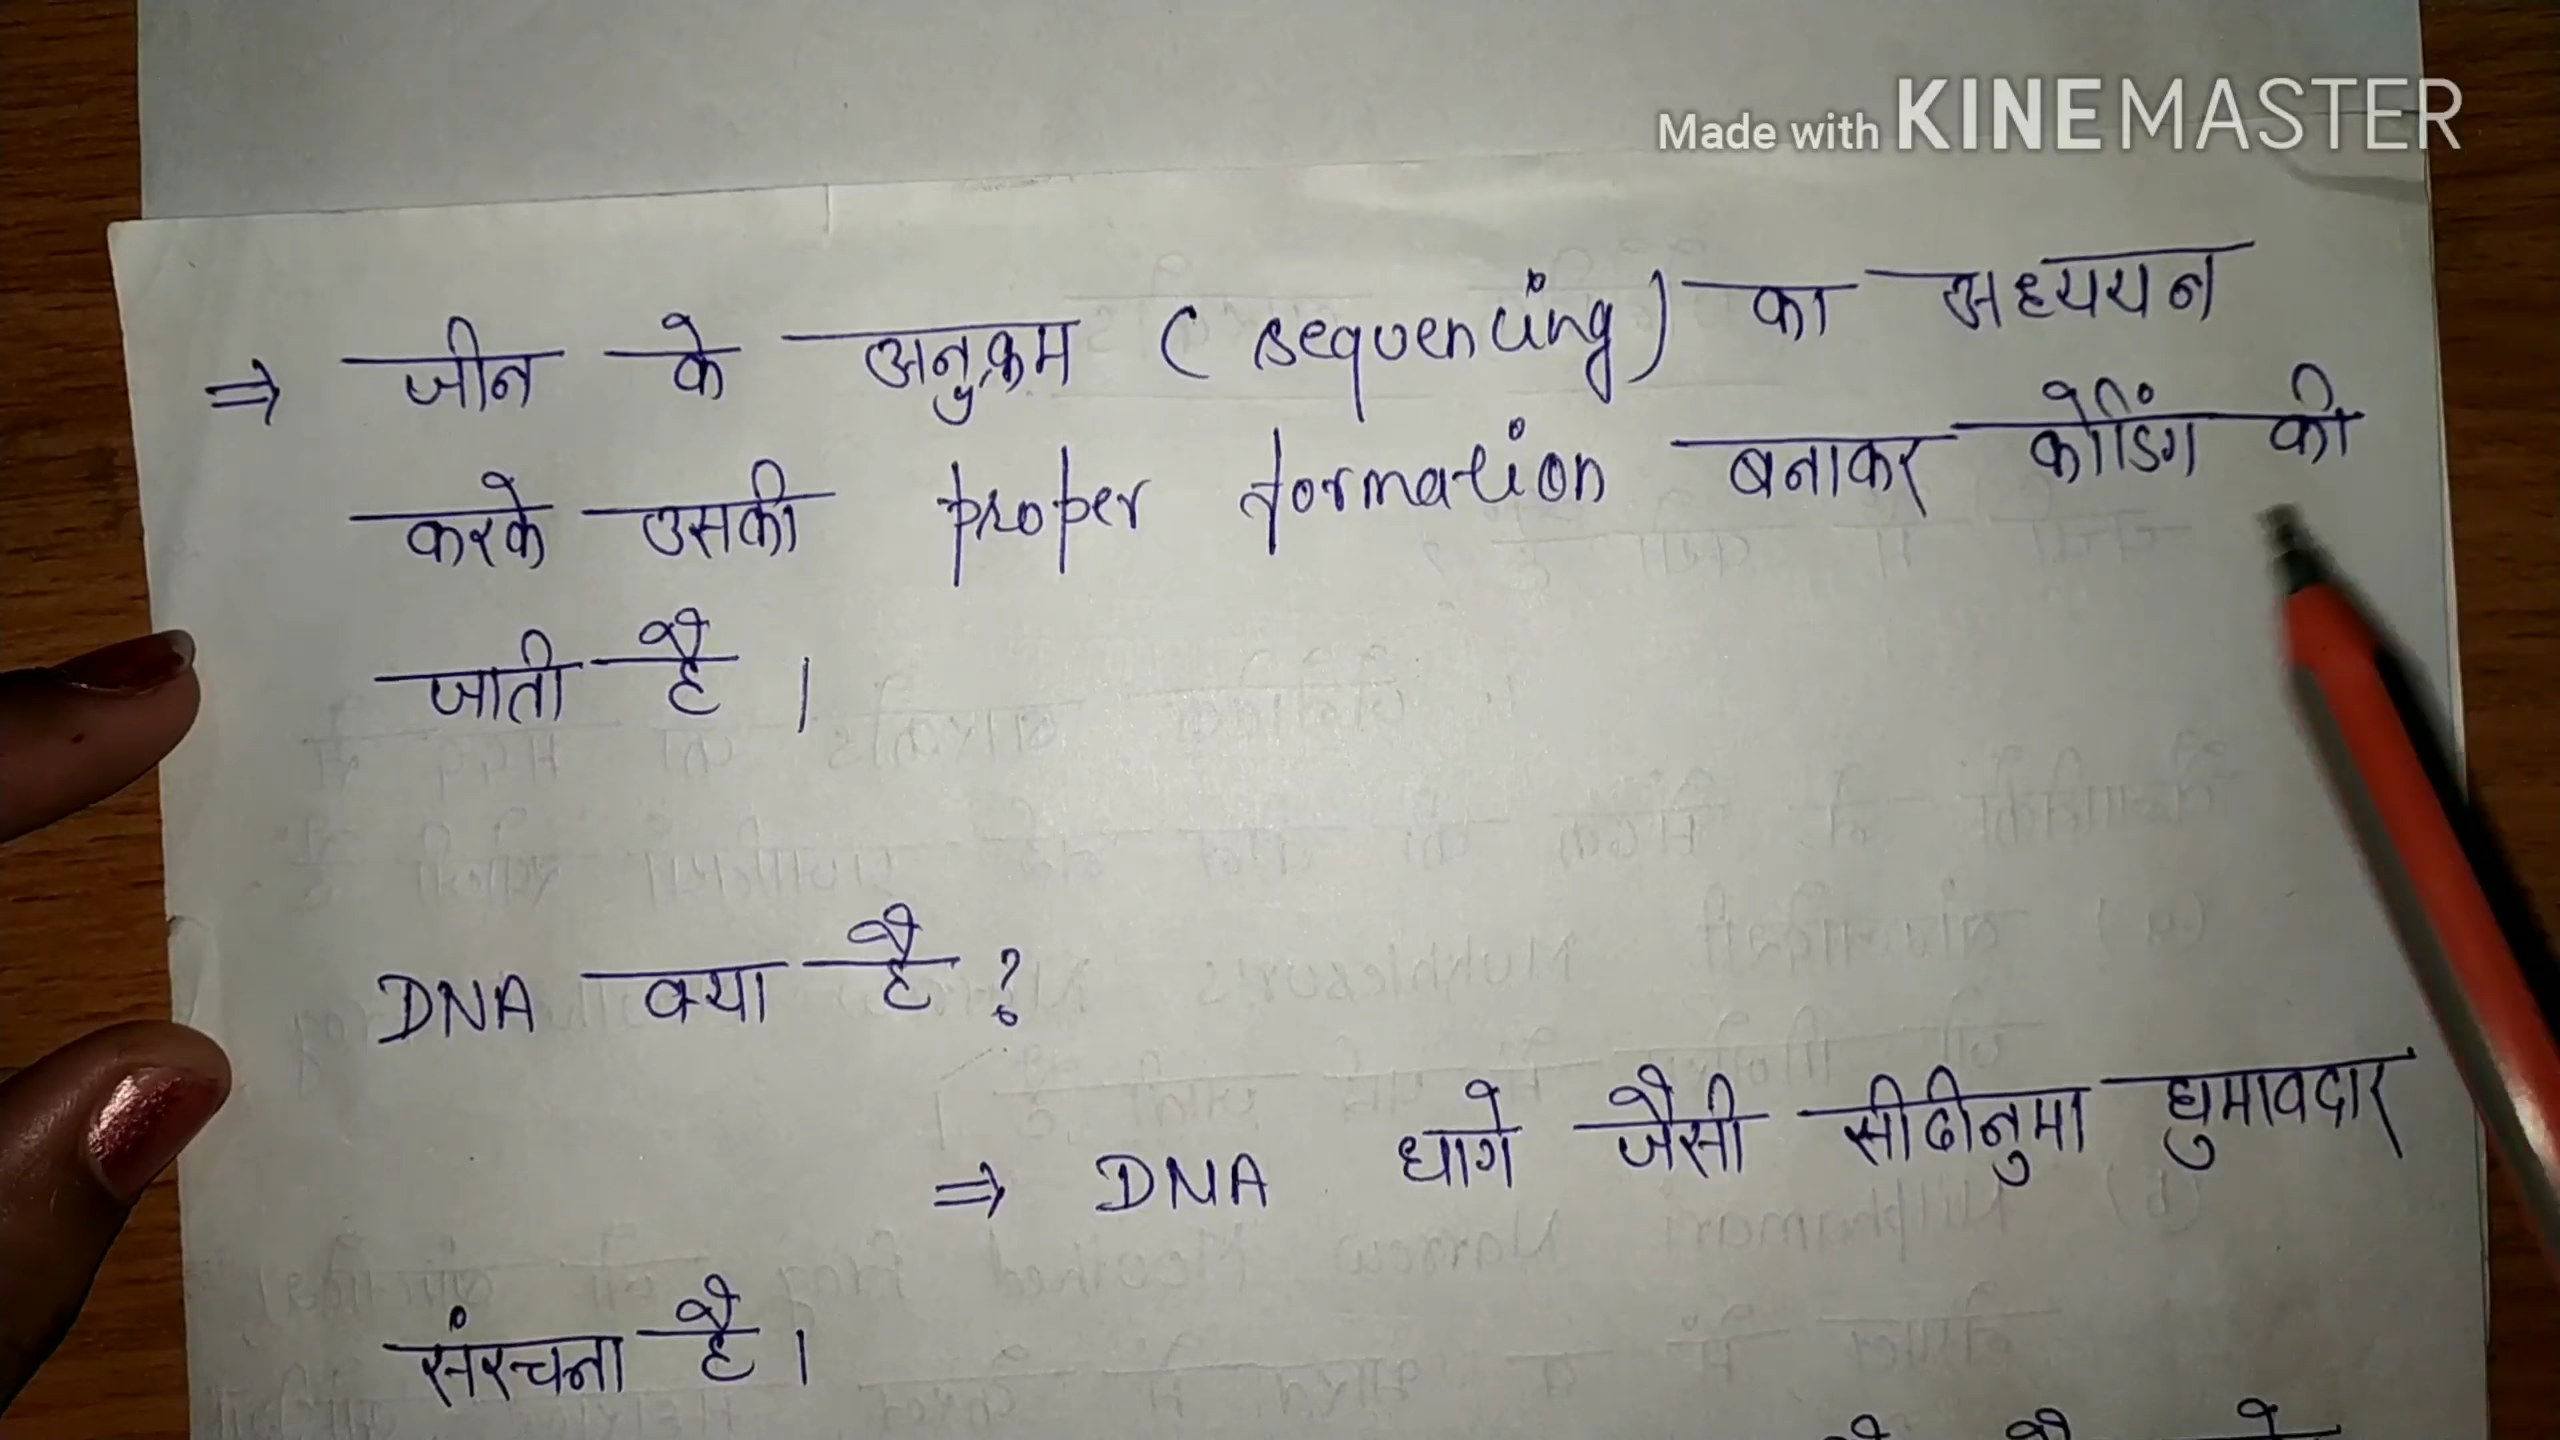 Made with KINEMASTER
⇒ जीन के अनुक्रम (sequencing) का अध्ययन
करके उसकी proper formation बनाकर कोडिंग की
जाती है।
DNA क्या है?
⇒ DNA धागे जैसी सीढीनुमा घुमावदार
संरचना है।